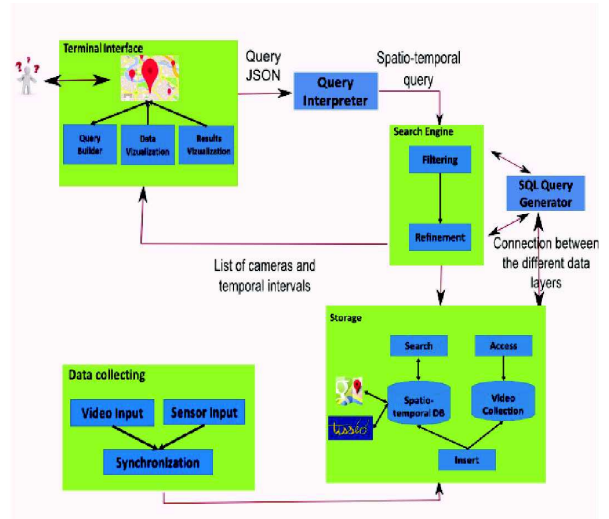 Terminal Interface
Query
JSON
Query
Interpreter
Spatio-temporal
query
Query
Builder
Data
Vizualization
Results
Vizualization
Search Engine
Filtering
Refinement
SQL Query
Generator
Connection between
the different data
layers
List of cameras and
temporal intervals
Storage
Search
Access
Spatio-
temporal DB
Video
Collection
Insert
tisséo
Data collecting
Video Input
Sensor Input
Synchronization